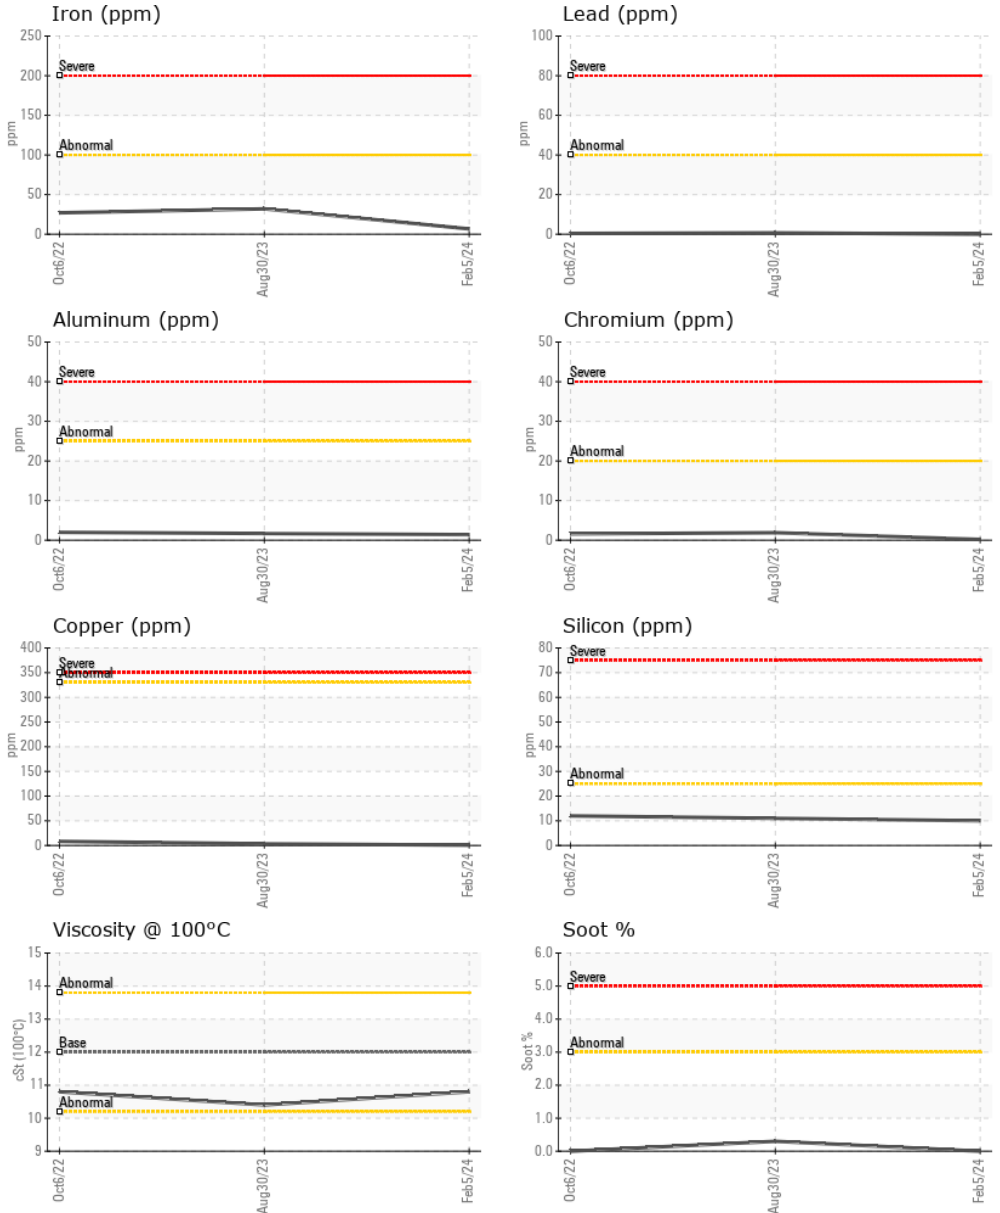 Iron (ppm)
250
200
150
100
50
0
ppm
Severe
Abnormal
Oct6/22
Aug30/23
Feb5/24
Lead (ppm)
100
80
60
40
20
0
ppm
Severe
Abnormal
Oct6/22
Aug30/23
Feb5/24
Aluminum (ppm)
50
40
30
20
10
0
ppm
Severe
Abnormal
Oct6/22
Aug30/23
Feb5/24
Chromium (ppm)
50
40
30
20
10
0
ppm
Severe
Abnormal
Oct6/22
Aug30/23
Feb5/24
Copper (ppm)
400
350
300
250
200
150
100
50
0
ppm
Severe
Abnormal
Oct6/22
Aug30/23
Feb5/24
Silicon (ppm)
80
70
60
50
40
30
20
10
0
ppm
Severe
Abnormal
Oct6/22
Aug30/23
Feb5/24
Viscosity @ 100°C
15
14
13
12
11
10
9
cSt (100°C)
Abnormal
Base
Abnormal
Oct6/22
Aug30/23
Feb5/24
Soot %
6.0
5.0
4.0
3.0
2.0
1.0
0.0
Soot %
Severe
Abnormal
Oct6/22
Aug30/23
Feb5/24